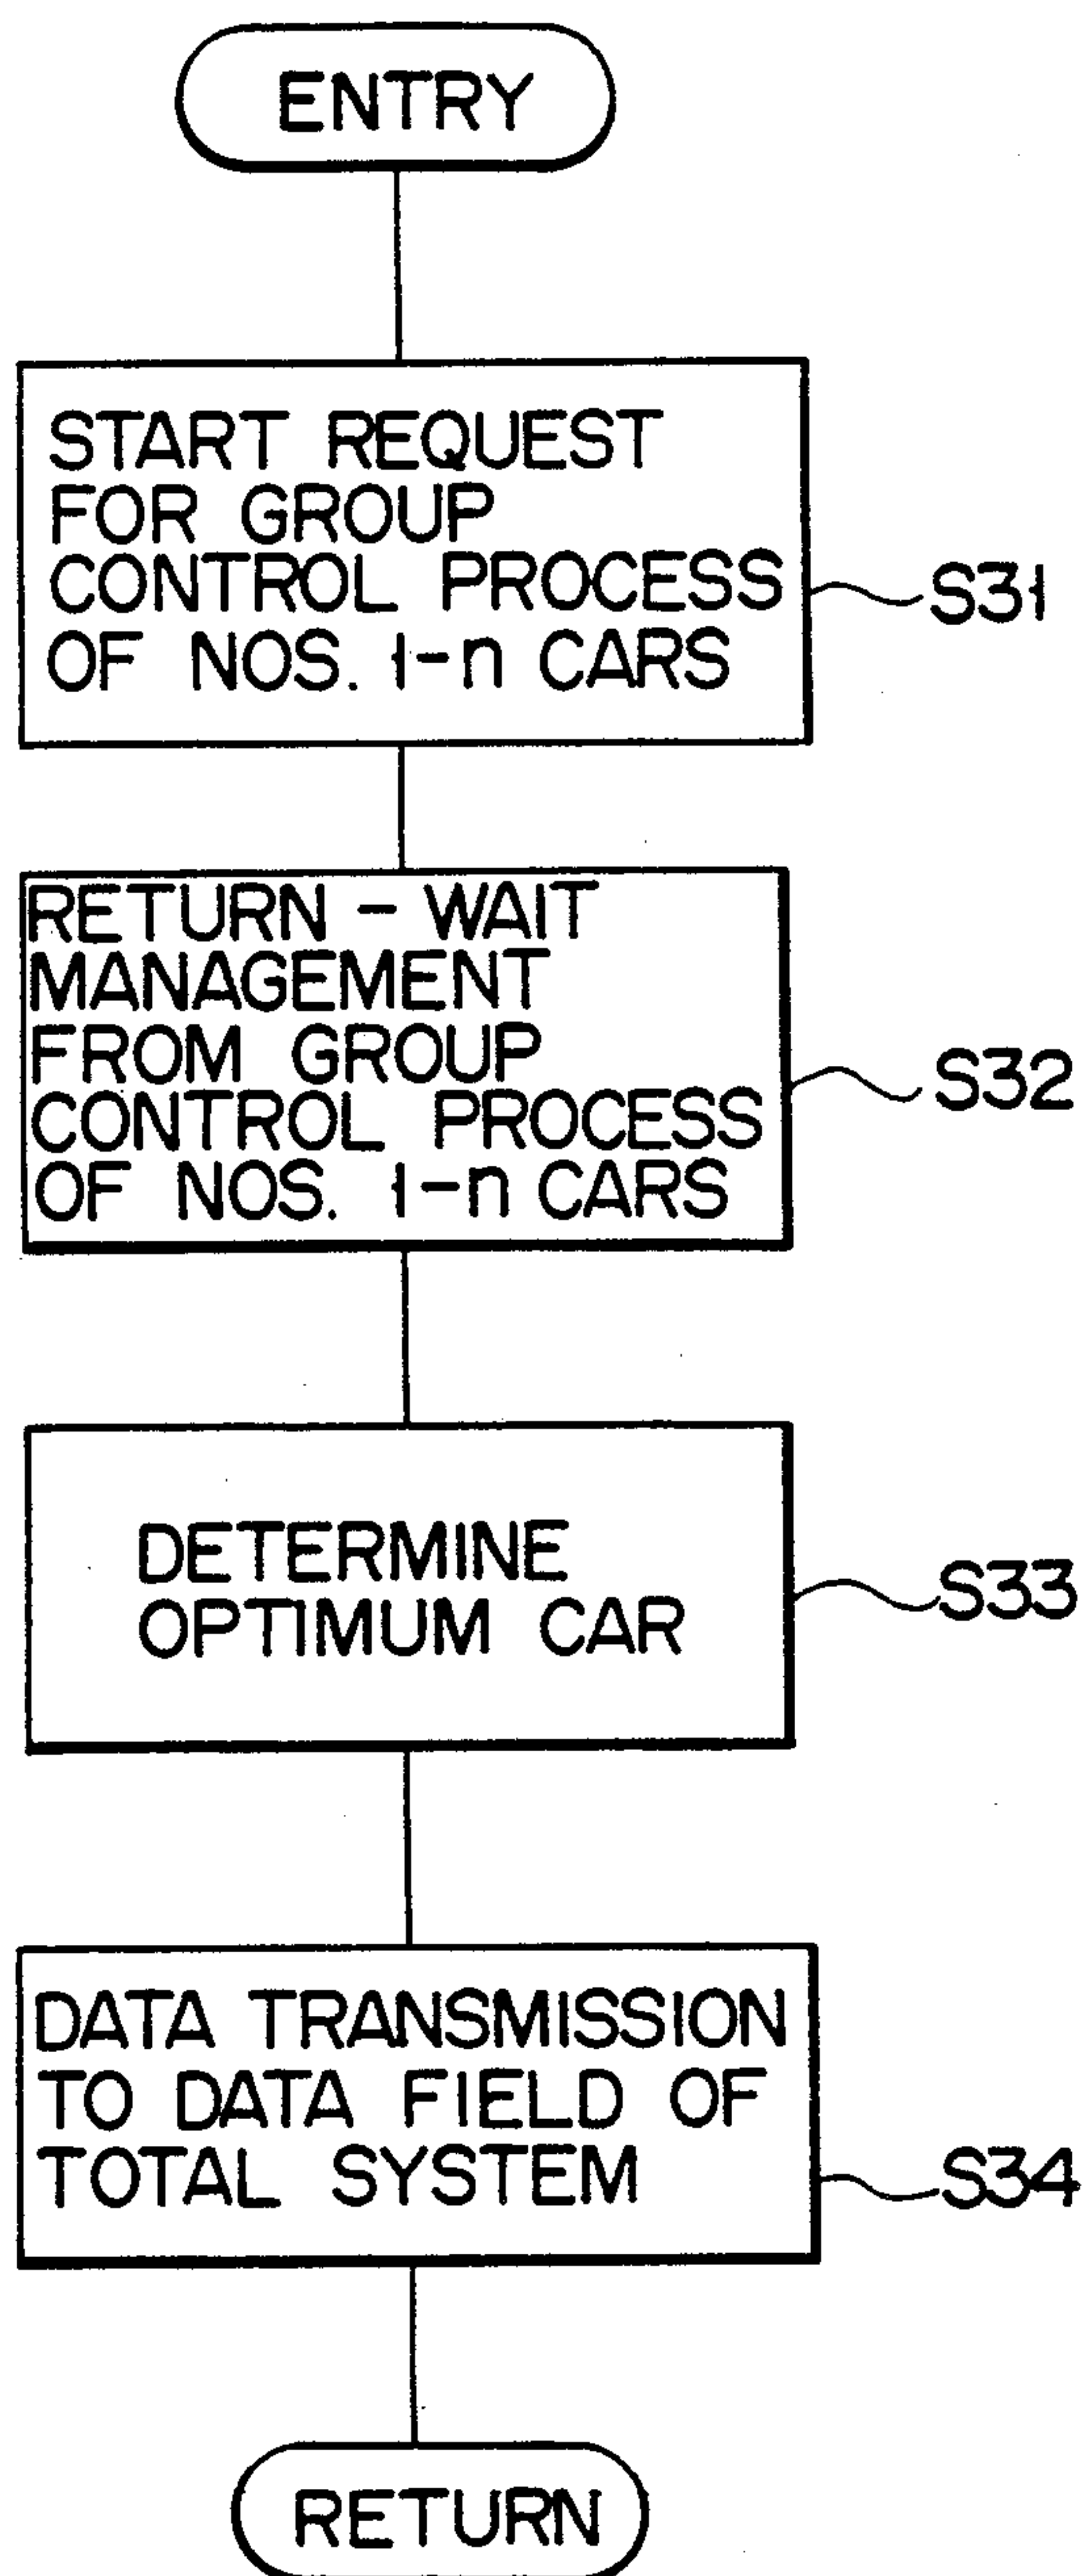 ENTRY
START REQUEST
FOR GROUP
CONTROL PROCESS
OF NOS. 1-n CARS
S31
RETURN - WAIT
MANAGEMENT
FROM GROUP
CONTROL PROCESS
OF NOS. 1-n CARS
S32
DETERMINE
OPTIMUM CAR
S33
DATA TRANSMISSION
TO DATA FIELD OF
TOTAL SYSTEM
S34
RETURN